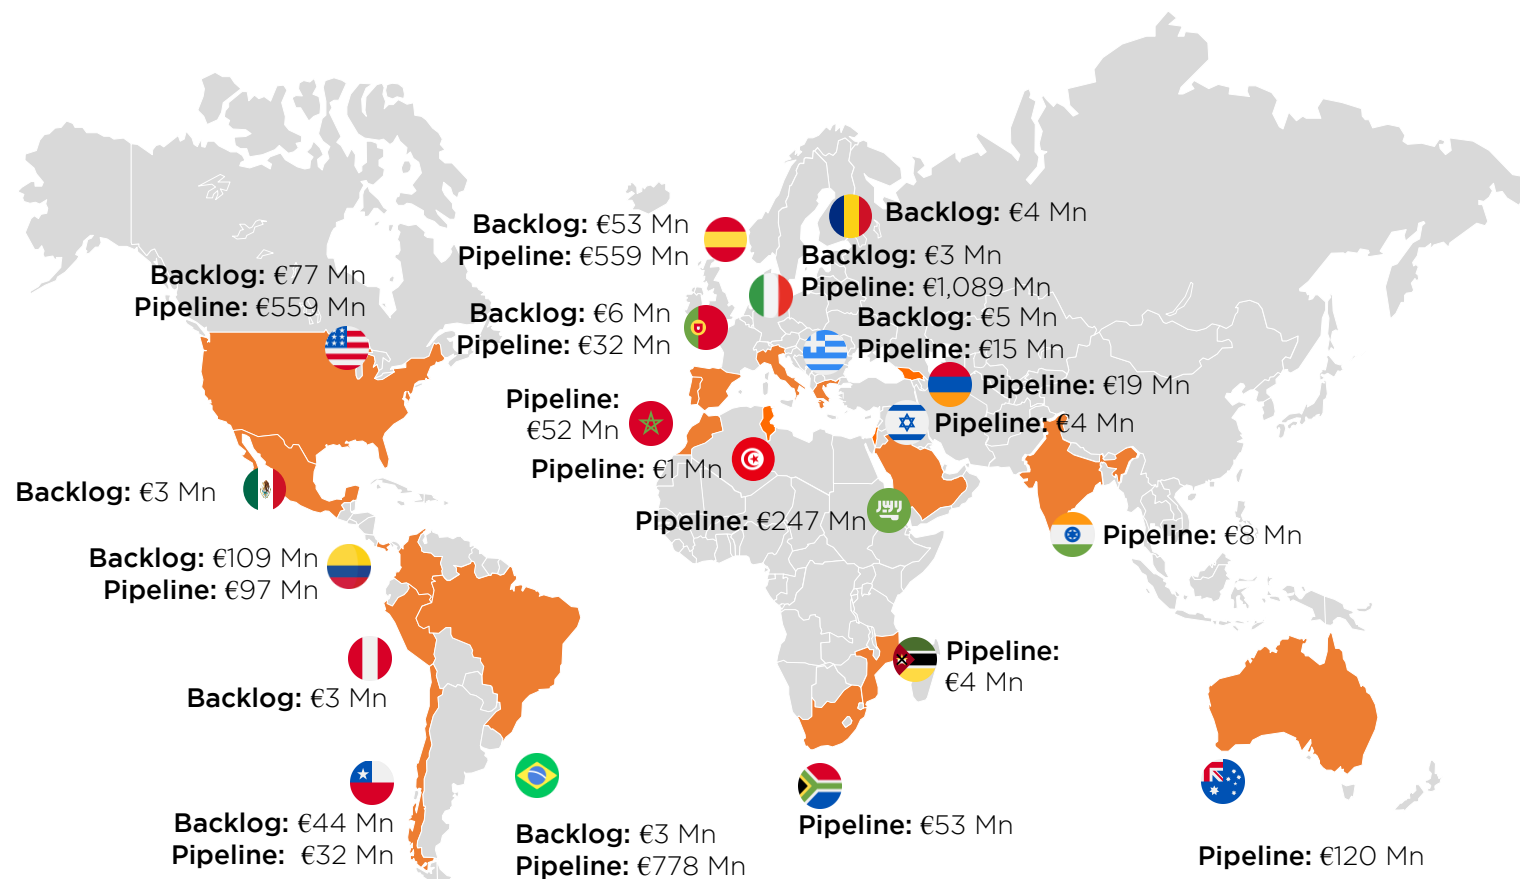 Backlog: €53 Mn
Pipeline: €559 Mn
Backlog: €4 Mn
Backlog: €77 Mn
Pipeline: €559 Mn
Backlog: €3 Mn
Pipeline: €1,089 Mn
Backlog: €6 Mn
Pipeline: €32 Mn
Backlog: €5 Mn
Pipeline: €15 Mn
Pipeline: €19 Mn
Pipeline:
€52 Mn
Pipeline: €4 Mn
Pipeline: €1 Mn
Backlog: €3 Mn
Pipeline: €247 Mn
Pipeline: €8 Mn
Backlog: €109 Mn
Pipeline: €97 Mn
Pipeline:
€4 Mn
Backlog: €3 Mn
Backlog: €44 Mn
Pipeline: €32 Mn
Backlog: €3 Mn
Pipeline: €778 Mn
Pipeline: €53 Mn
Pipeline: €120 Mn